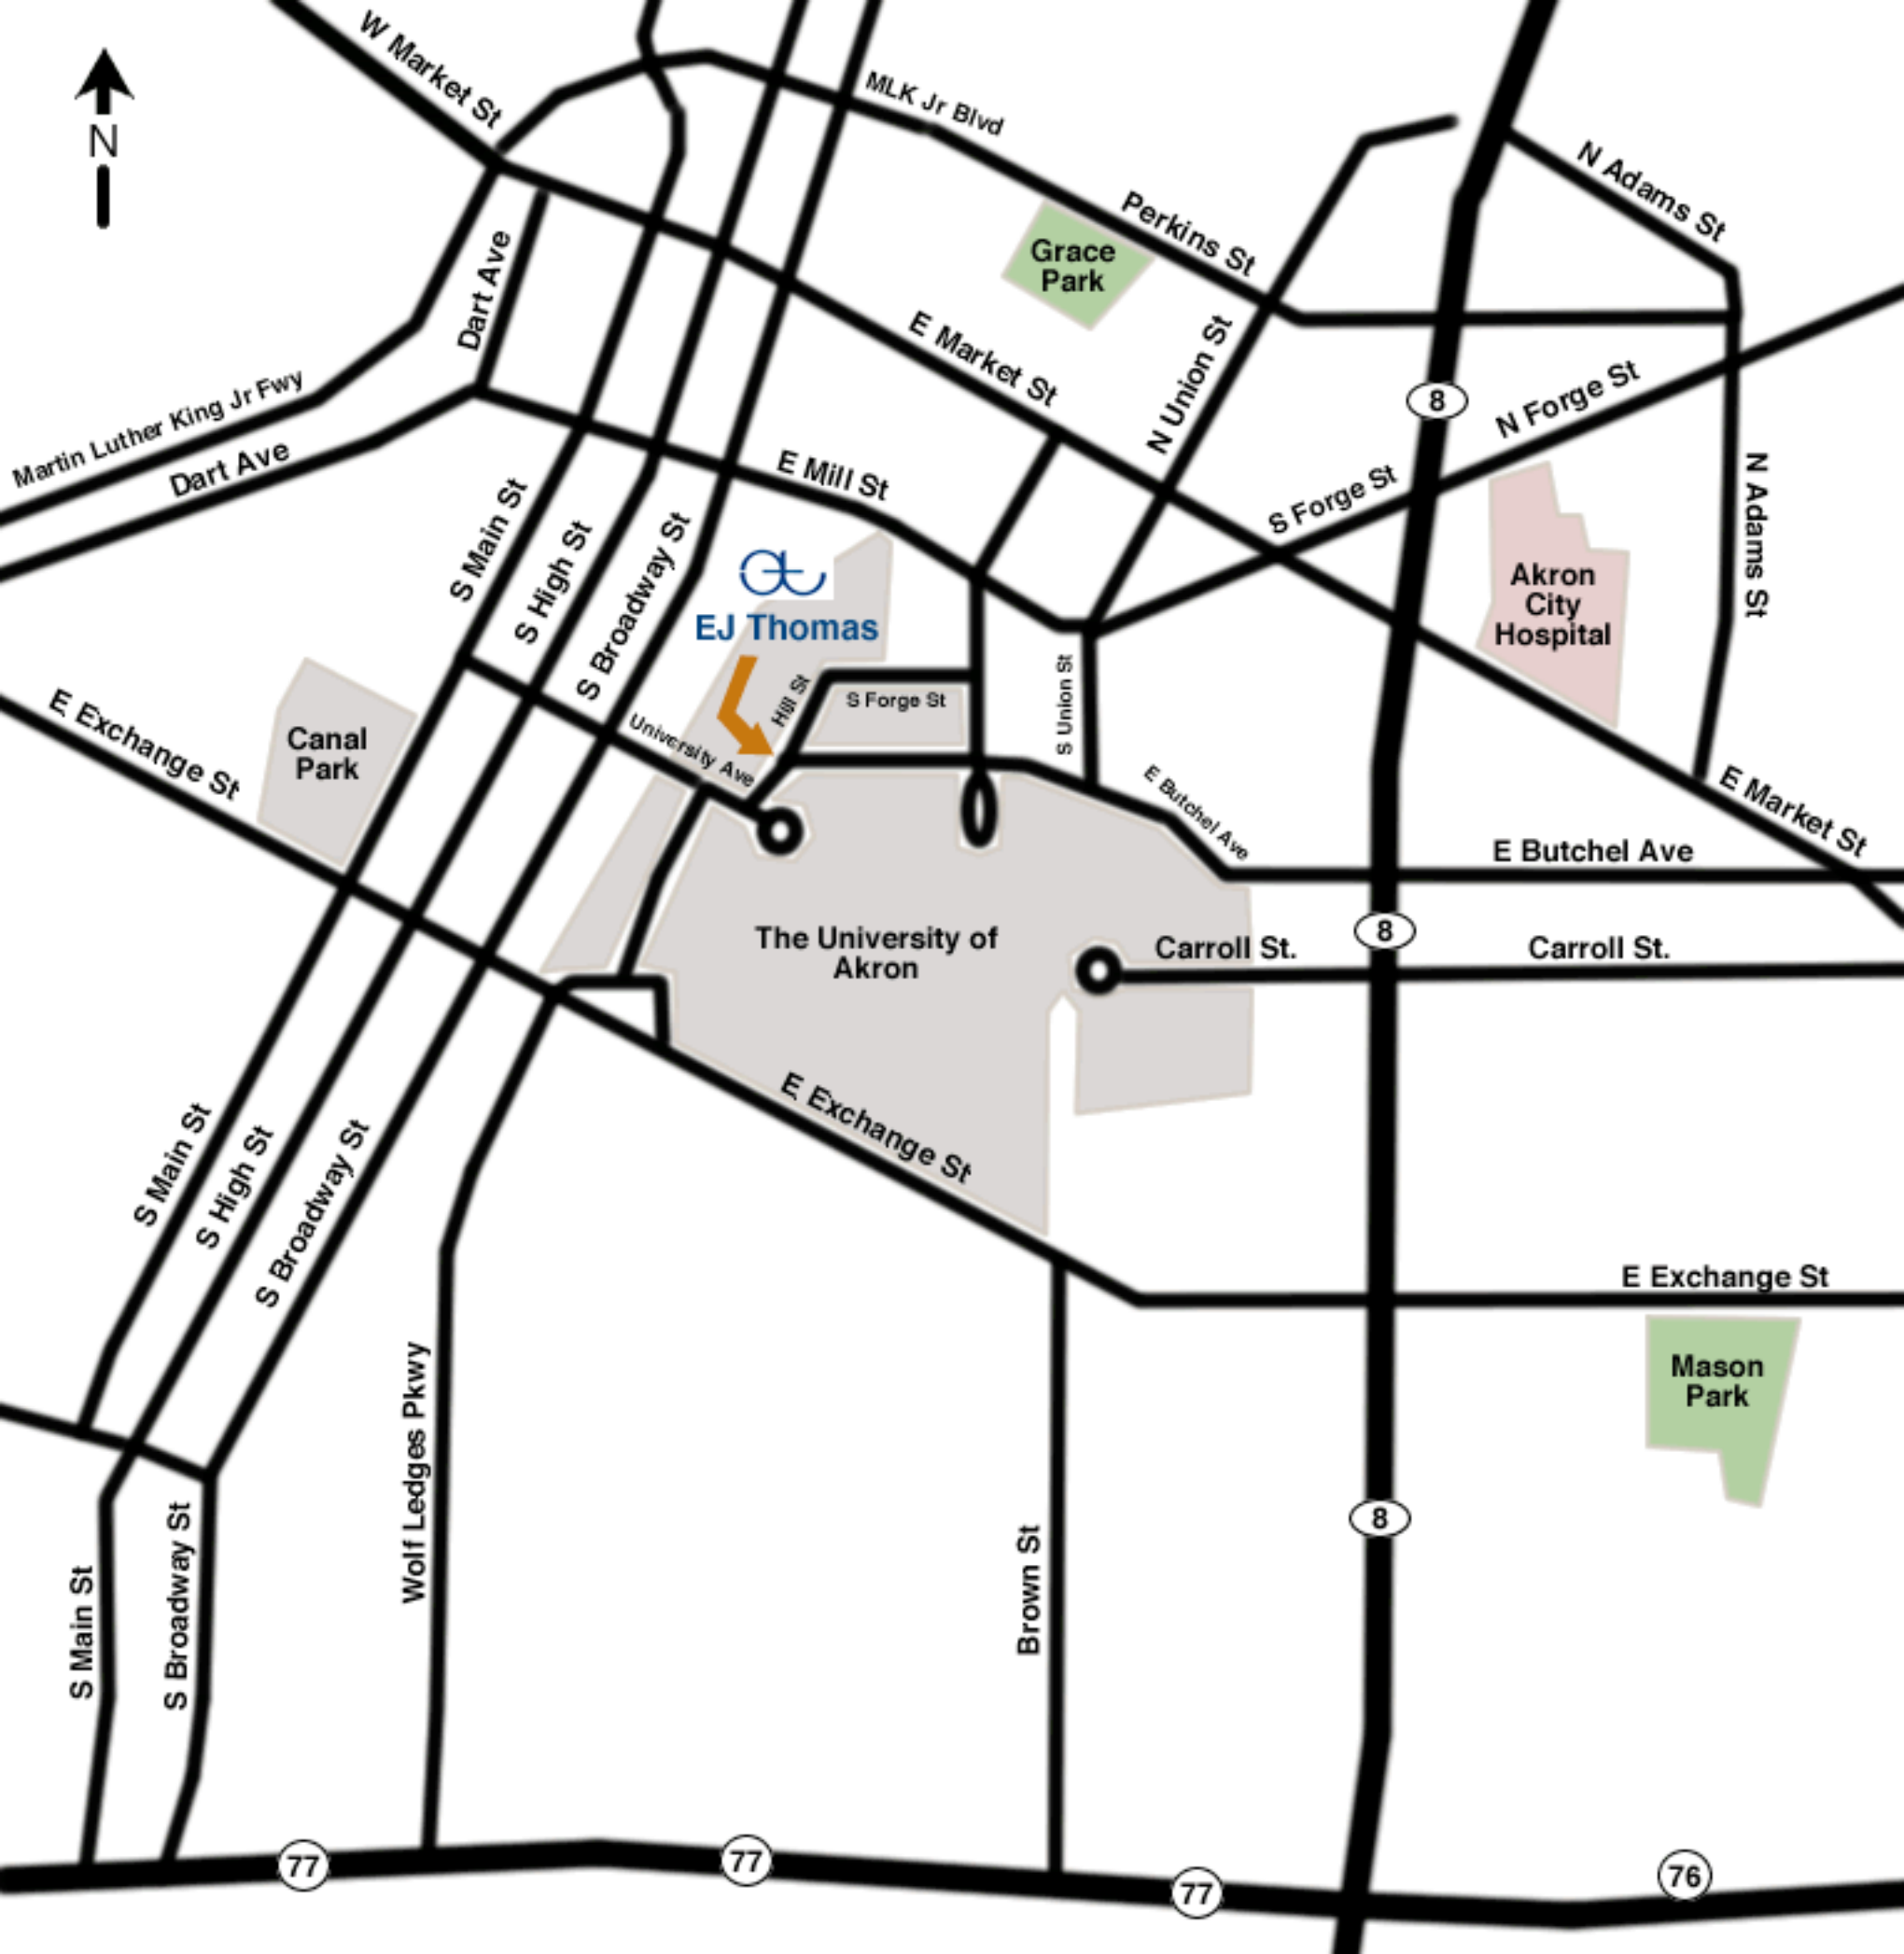 W Market St
MLK Jr Blvd
N
N Adams St
Perkins St
Grace
Park
Dart Ave
E Market St
N Union St
8
N Forge St
Martin Luther King Jr Fwy
Dart Ave
E Mill St
S Forge St
N Adams St
S Main St
S High St
S Broadway St
EJ Thomas
Akron
City
Hospital
S Union St
Hill St
S Forge St
E Exchange St
Canal
Park
University Ave
E Butchel Ave
E Market St
E Butchel Ave
The University of
Akron
8
Carroll St.
Carroll St.
E Exchange St
S Main St
S High St
S Broadway St
E Exchange St
Mason
Park
Wolf Ledges Pkwy
8
Brown St
S Main St
S Broadway St
77
77
77
76